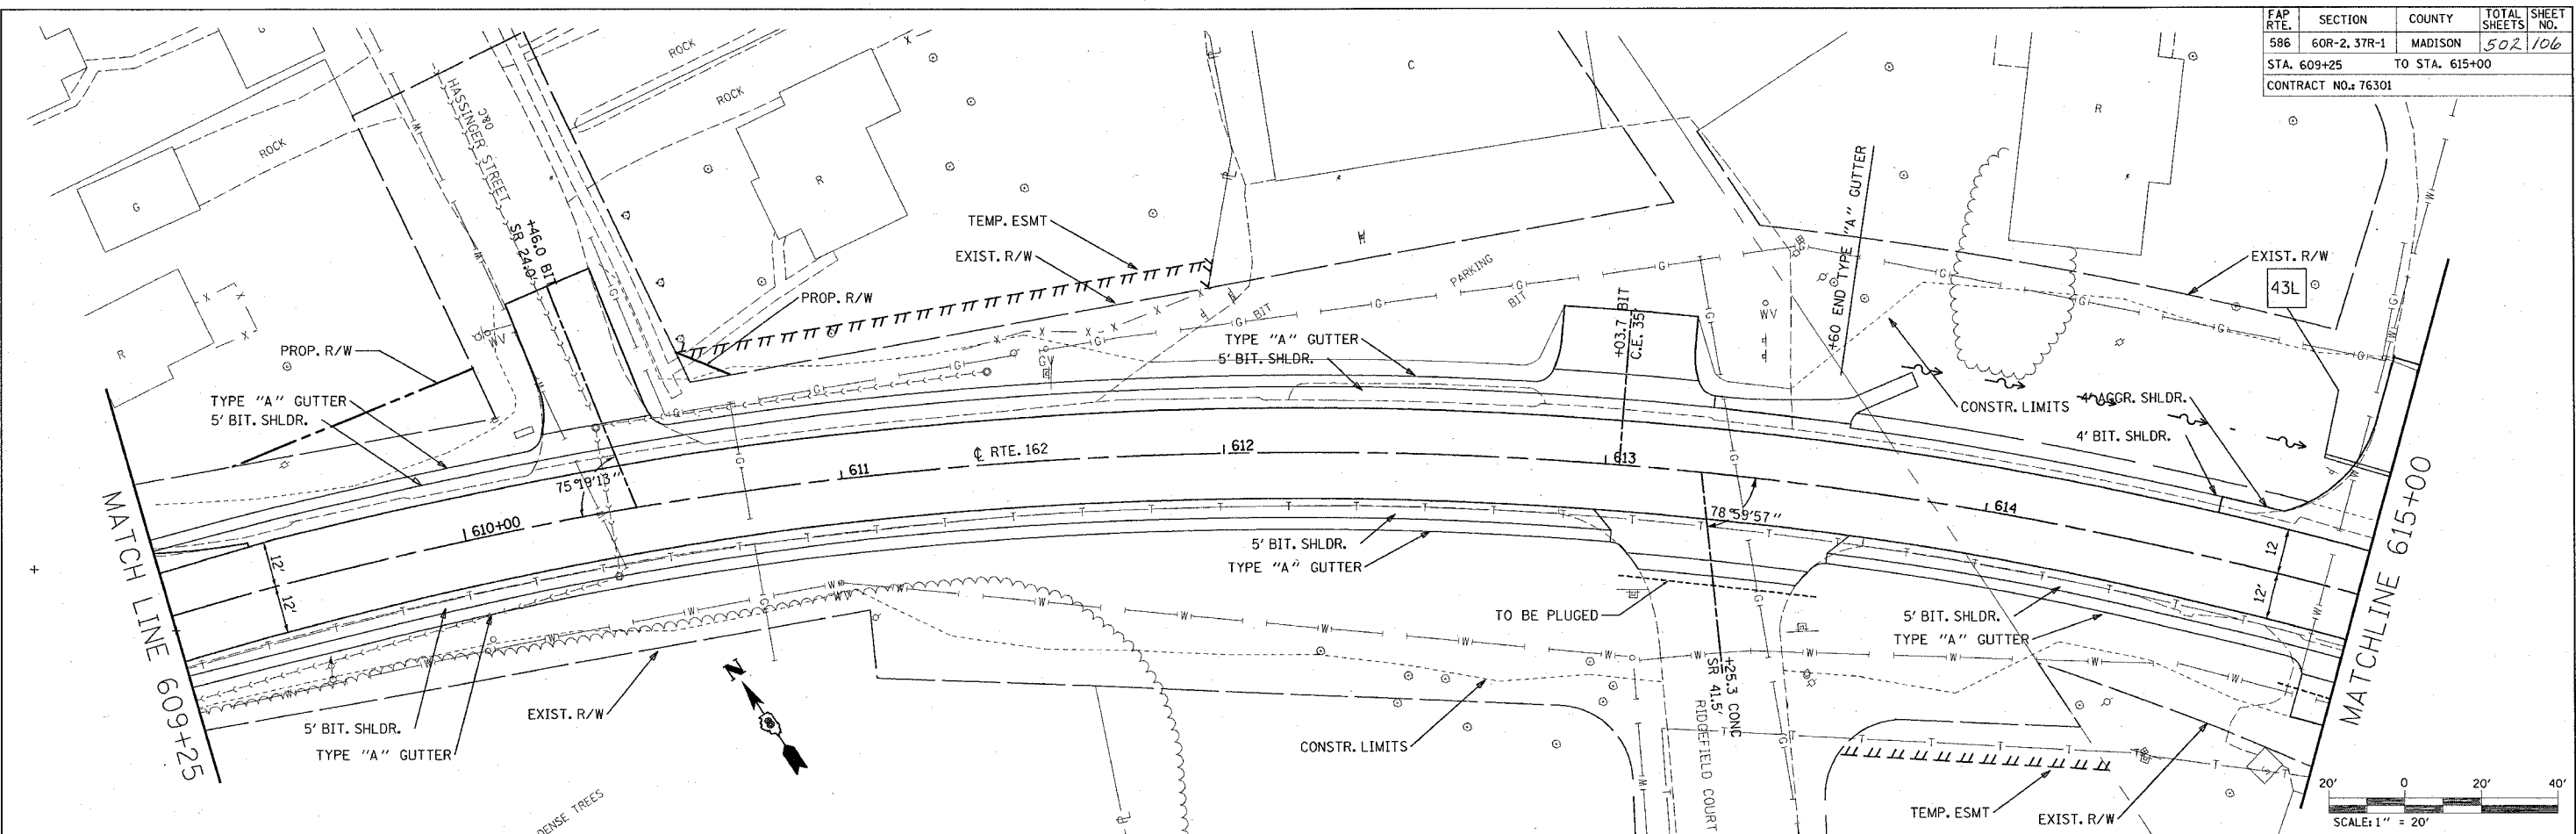 FAP RTE. SECTION COUNTY TOTAL SHEETS SHEET NO.
586 60R-2, 37R-1 MADISON 502 106
STA. 609+25 TO STA. 615+00
CONTRACT NO.: 76301
ROCK
ROCK
ROCK
HASSINGER STREET
+46.0 BIT
SR 24.0'
G
R
R
C
R
TEMP. ESMT
EXIST. R/W
PROP. R/W
PARKING
BIT
BIT
+60 END TYPE "A" GUTTER
EXIST. R/W
43L
PROP. R/W
WV
GV
WV
TYPE "A" GUTTER
5' BIT. SHLDR.
TYPE "A" GUTTER
5' BIT. SHLDR.
+03.7 BIT
C.E. 35'
CONSTR. LIMITS
4' AGGR. SHLDR.
4' BIT. SHLDR.
75°19'13"
610+00
611
℄ RTE. 162
612
613
614
78°59'57"
MATCH LINE 609+25
MATCHLINE 615+00
12'
12'
12
12'
5' BIT. SHLDR.
TYPE "A" GUTTER
TO BE PLUGED
5' BIT. SHLDR.
TYPE "A" GUTTER
+25.3 CONC
SR 41.5'
RIDGEFIELD COURT
N
5' BIT. SHLDR.
TYPE "A" GUTTER
EXIST. R/W
CONSTR. LIMITS
DENSE TREES
TEMP. ESMT
EXIST. R/W
20' 0 20' 40'
SCALE: 1" = 20'